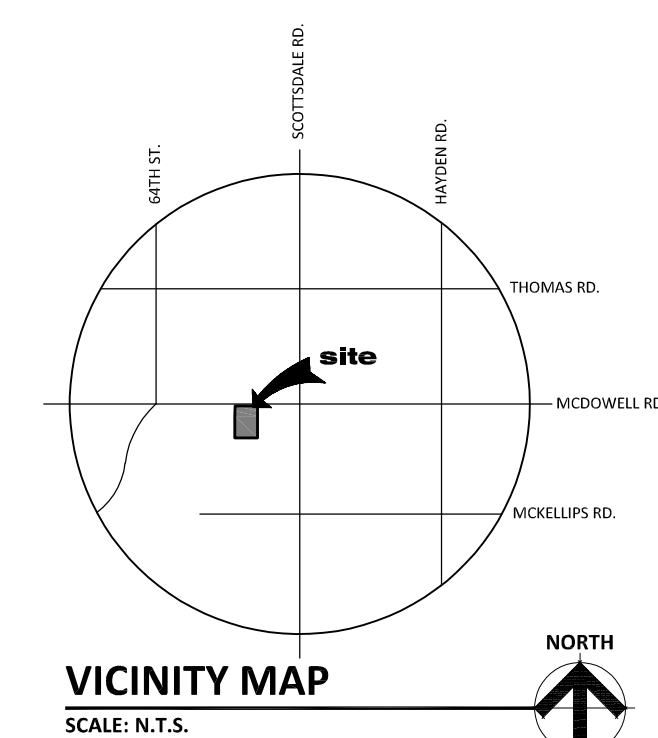 SCOTTSDALE RD.
64TH ST.
HAYDEN RD.
THOMAS RD.
site
MCDOWELL RD
MCKELLIPS RD.
NORTH
VICINITY MAP
SCALE: N.T.S.